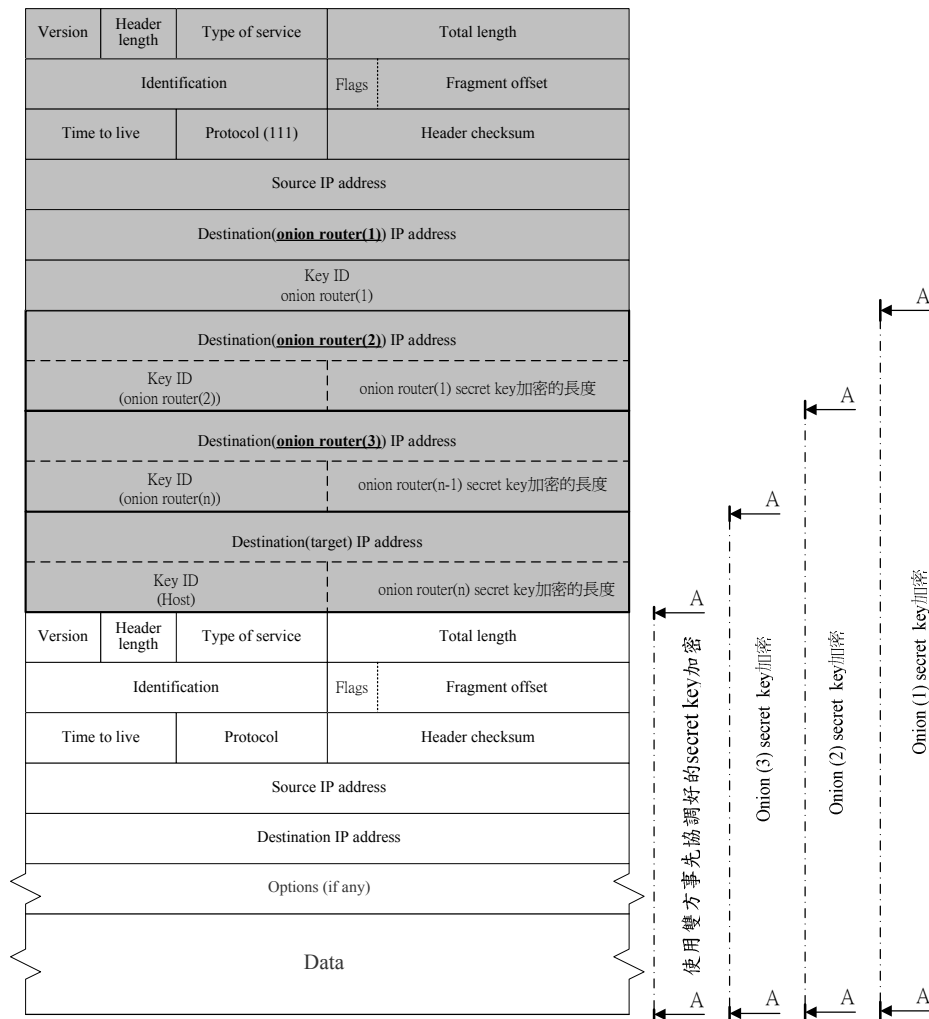 Version Header length Type of service Total length
Identification Flags Fragment offset
Time to live Protocol (111) Header checksum
Source IP address
Destination(onion router(1)) IP address
Key ID
onion router(1)
A
Destination(onion router(2)) IP address
Key ID
(onion router(2))
onion router(1) secret key加密的長度
A
Destination(onion router(3)) IP address
Key ID
(onion router(n))
onion router(n-1) secret key加密的長度
A
Destination(target) IP address
Key ID
(Host)
onion router(n) secret key加密的長度
A
Version Header length Type of service Total length
Identification Flags Fragment offset
Time to live Protocol Header checksum
Source IP address
Destination IP address
Options (if any)
Data
使用雙方事先協調好的secret key加密
Onion (3) secret key加密
Onion (2) secret key加密
Onion (1) secret key加密
A
A
A
A